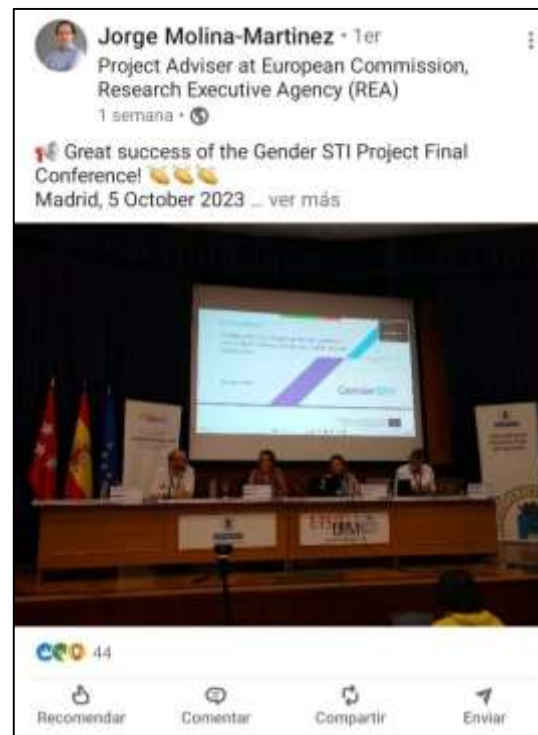 Jorge Molina-Martinez • 1er
Project Adviser at European Commission,
Research Executive Agency (REA)
1 semana •
Great success of the Gender STI Project Final
Conference!
Madrid, 5 October 2023 ... ver más
GenderSTI
44
Recomendar
Comentar
Compartir
Enviar